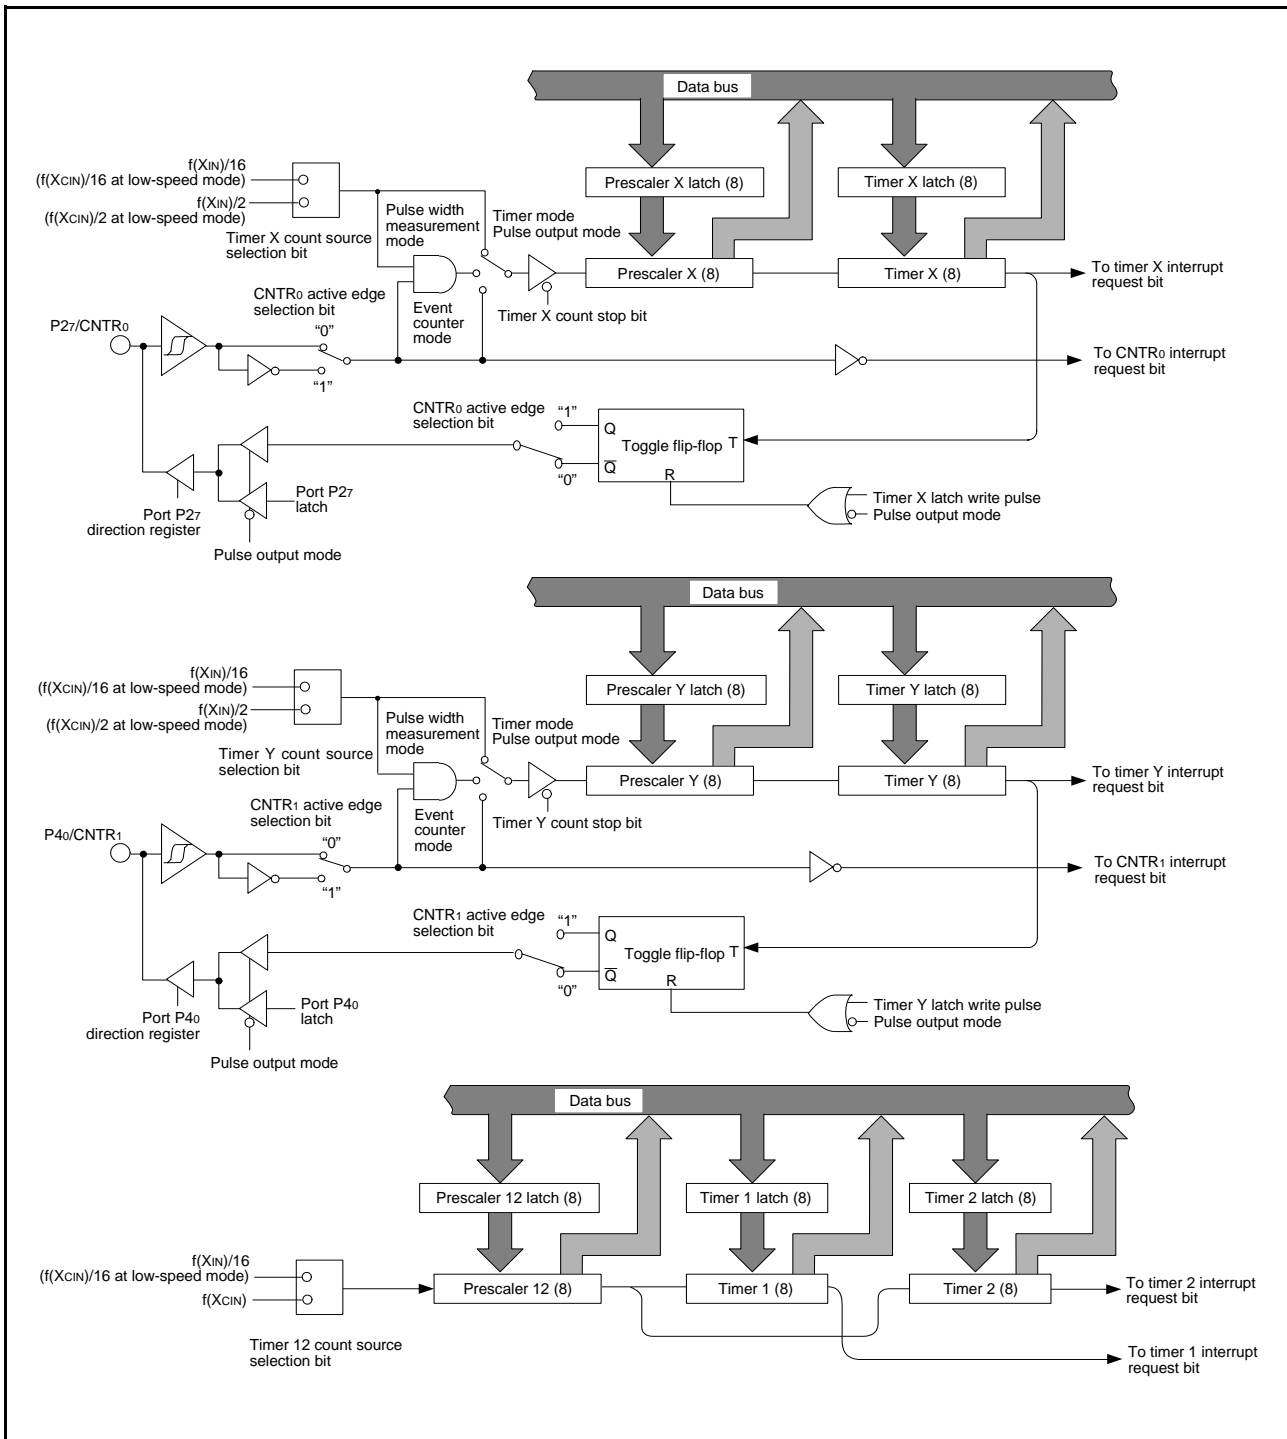 Data bus
f(XIN)/16
(f(XCIN)/16 at low-speed mode)
f(XIN)/2
(f(XCIN)/2 at low-speed mode)
Timer X count source
selection bit
Pulse width
measurement
mode
Timer mode
Pulse output mode
Prescaler X latch (8)
Timer X latch (8)
Prescaler X (8)
Timer X (8)
To timer X interrupt
request bit
CNTR0 active edge
selection bit
Event
counter
mode
Timer X count stop bit
P27/CNTR0
“0”
“1”
To CNTR0 interrupt
request bit
CNTR0 active edge
selection bit
“1”
“0”
Q
Toggle flip-flop
T
Q
R
Port P27
latch
Port P27
direction register
Pulse output mode
Timer X latch write pulse
Pulse output mode
Data bus
f(XIN)/16
(f(XCIN)/16 at low-speed mode)
f(XIN)/2
(f(XCIN)/2 at low-speed mode)
Timer Y count source
selection bit
Pulse width
measurement
mode
Timer mode
Pulse output mode
Prescaler Y latch (8)
Timer Y latch (8)
Prescaler Y (8)
Timer Y (8)
To timer Y interrupt
request bit
CNTR1 active edge
selection bit
Event
counter
mode
Timer Y count stop bit
P40/CNTR1
“0”
“1”
To CNTR1 interrupt
request bit
CNTR1 active edge
selection bit
“1”
“0”
Q
Toggle flip-flop
T
Q
R
Port P40
latch
Port P40
direction register
Pulse output mode
Timer Y latch write pulse
Pulse output mode
Data bus
Prescaler 12 latch (8)
Timer 1 latch (8)
Timer 2 latch (8)
f(XIN)/16
(f(XCIN)/16 at low-speed mode)
f(XCIN)
Timer 12 count source
selection bit
Prescaler 12 (8)
Timer 1 (8)
Timer 2 (8)
To timer 2 interrupt
request bit
To timer 1 interrupt
request bit